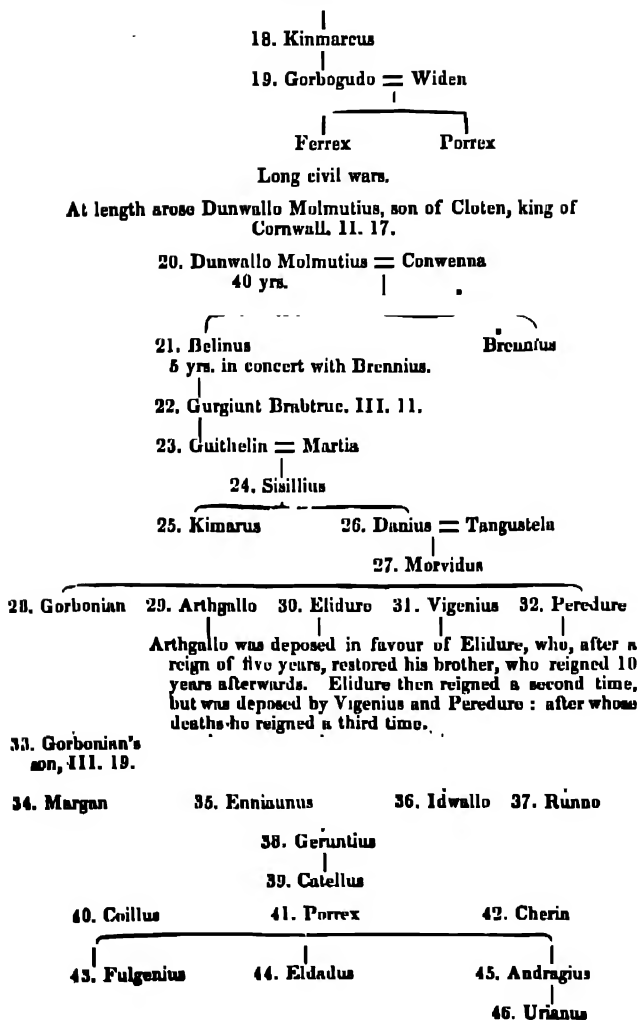 18. Kinmarcus
19. Gorbogudo = Widen
Ferrex Porrex
Long civil wars.
At length arose Dunwallo Molmutius, son of Cloten, king of
Cornwall. II. 17.
20. Dunwallo Molmutius = Conwenna
40 yrs.
21. Belinus Brennius
5 yrs. in concert with Brennius.
22. Gurgiunt Brabtruc. III. 11.
23. Guithelin = Martia
24. Sisillius
25. Kimarus 26. Danius = Tangustela
27. Morvidus
28. Gorbonian 29. Arthgallo 30. Elidure 31. Vigenius 32. Peredure
Arthgallo was deposed in favour of Elidure, who, after a
reign of five years, restored his brother, who reigned 10
years afterwards. Elidure then reigned a second time,
but was deposed by Vigenius and Peredure : after whose
deaths he reigned a third time.
33. Gorbonian's
son, III. 19.
34. Margan 35. Enniaunus 36. Idwallo 37. Runno
38. Geruntius
39. Catellus
40. Coillus 41. Porrex 42. Cherin
43. Fulgenius 44. Eldadus 45. Andragius
46. Urianus